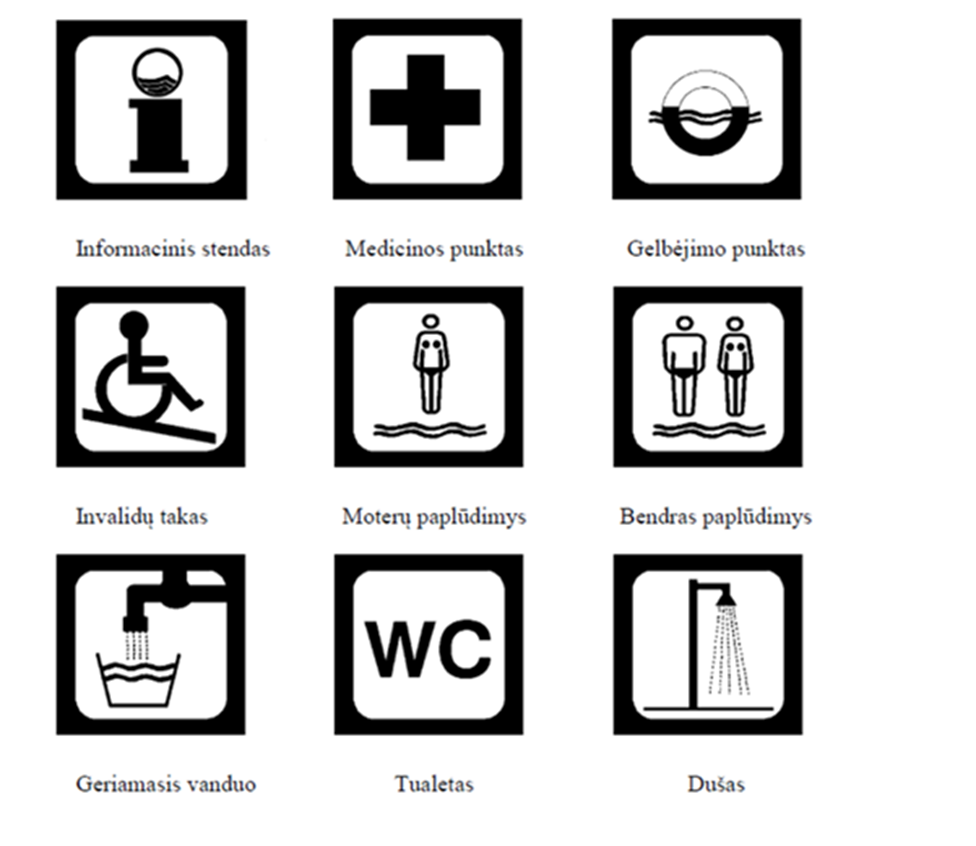 Informacinis stendas
Medicinos punktas
Gelbėjimo punktas
Invalidų takas
Moterų paplūdimys
Bendras paplūdimys
WC
Geriamasis vanduo
Tualetas
Dušas